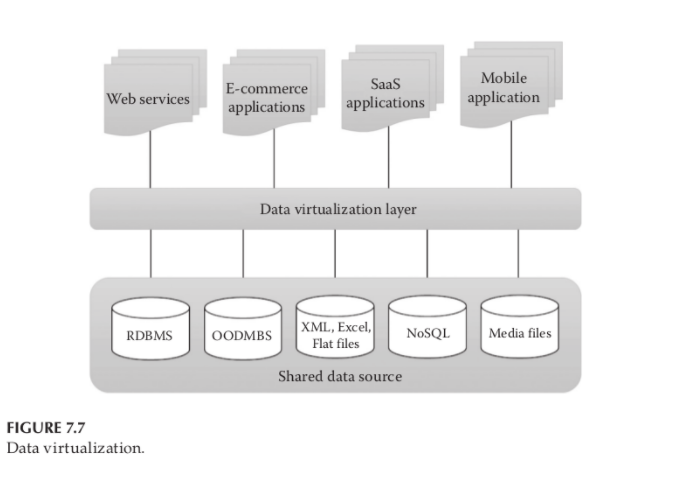 Web services
E-commerce
applications
SaaS
applications
Mobile
application
Data virtualization layer
RDBMS
OODMBS
XML, Excel,
Flat files
NoSQL
Media files
Shared data source
FIGURE 7.7
Data virtualization.